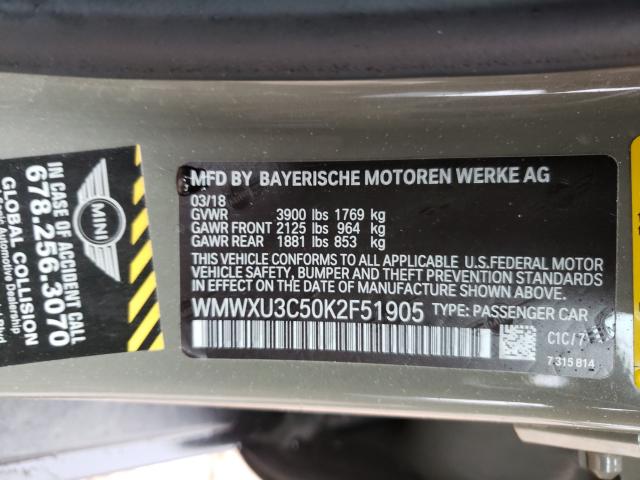 MFD BY BAYERISCHE MOTOREN WERKE AG
03/18
GVWR 3900 lbs 1769 kg
GAWR FRONT 2125 lbs 964 kg
GAWR REAR 1881 lbs 853 kg
THIS VEHICLE CONFORMS TO ALL APPLICABLE U.S.FEDERAL MOTOR
VEHICLE SAFETY, BUMPER AND THEFT PREVENTION STANDARDS
IN EFFECT ON THE DATE OF MANUFACTURE SHOWN ABOVE.
WMWXU3C50K2F51905 TYPE: PASSENGER CAR
C1C/7
7 315 814
IN CASE OF ACCIDENT CALL
678.256.3070
GLOBAL COLLISION
Automotive Dealership
Blvd
MINI